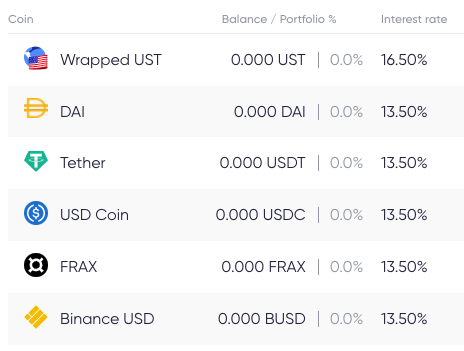 Coin Balance / Portfolio % Interest rate
Wrapped UST 0.000 UST | 0.0% 16.50%
DAI 0.000 DAI | 0.0% 13.50%
Tether 0.000 USDT | 0.0% 13.50%
USD Coin 0.000 USDC | 0.0% 13.50%
FRAX 0.000 FRAX | 0.0% 13.50%
Binance USD 0.000 BUSD | 0.0% 13.50%